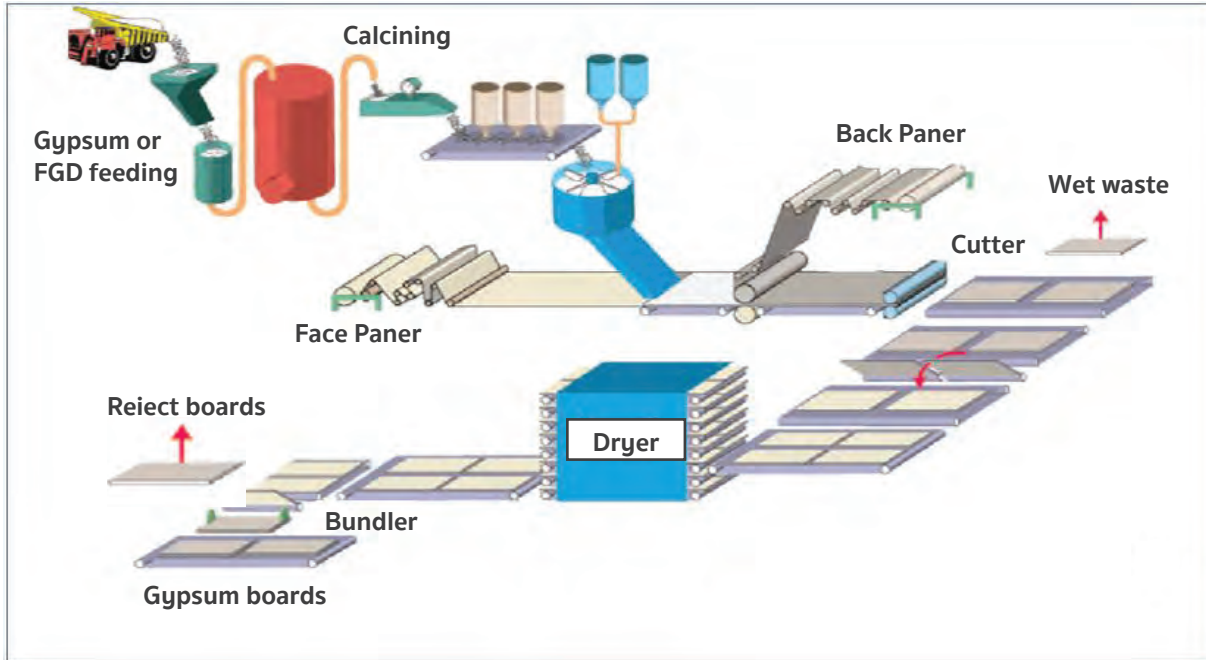 Calcining
Gypsum or
FGD feeding
Back Paner
Wet waste
Cutter
Face Paner
Reiect boards
Dryer
Bundler
Gypsum boards